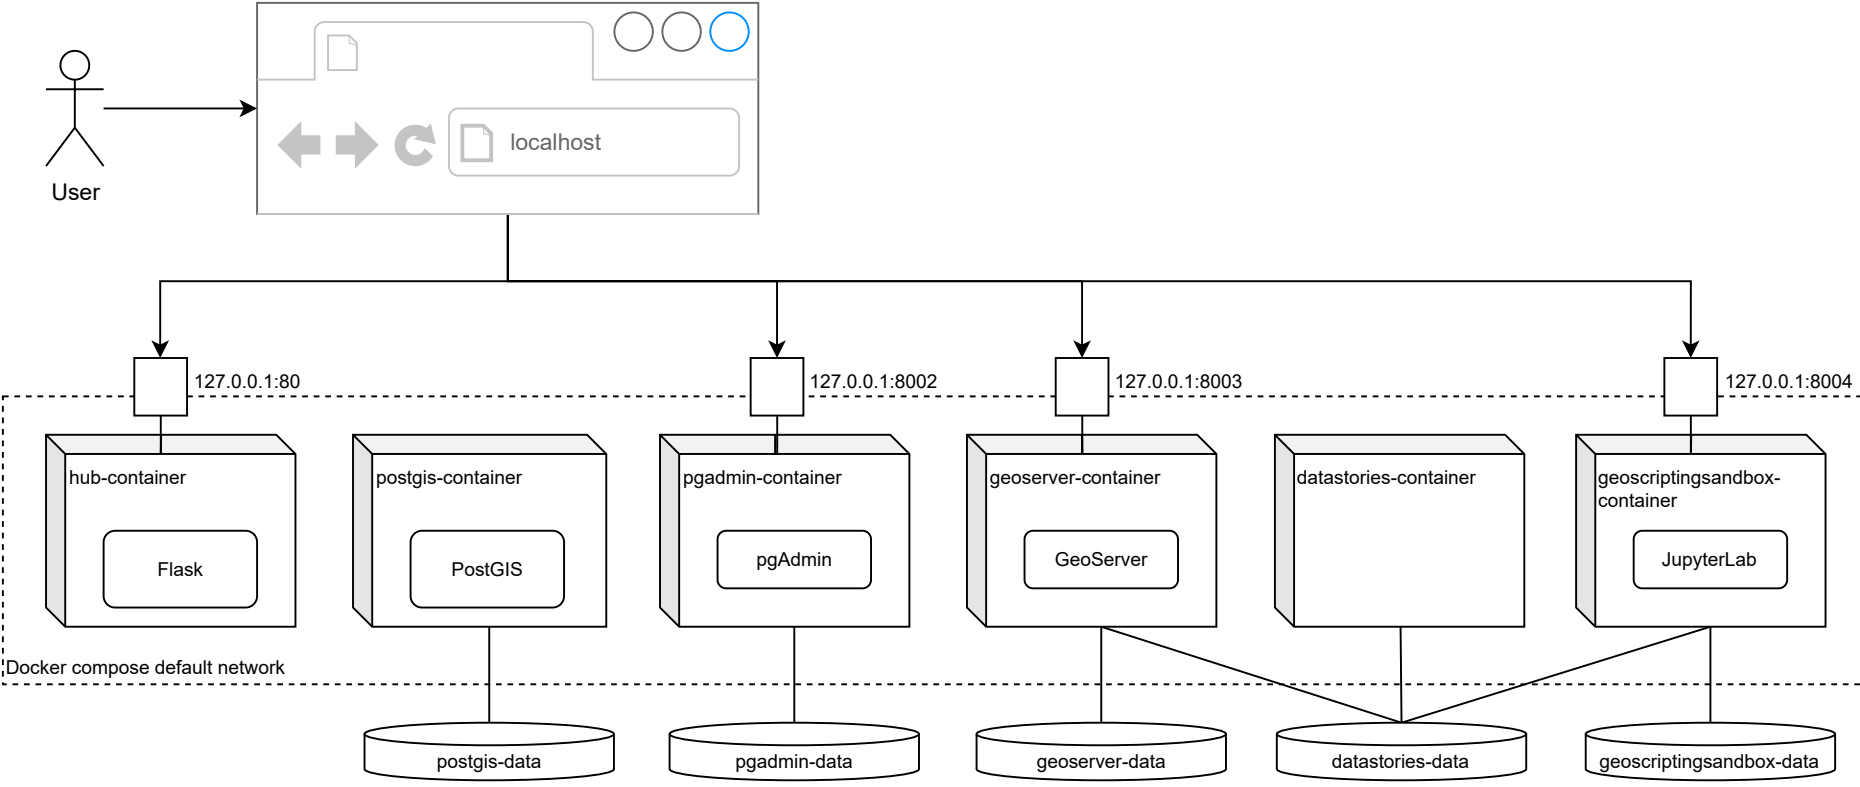 localhost
User
127.0.0.1:80
127.0.0.1:8002
127.0.0.1:8003
127.0.0.1:8004
hub-container
postgis-container
pgadmin-container
geoserver-container
datastories-container
geoscriptingsandbox-
container
Flask
PostGIS
pgAdmin
GeoServer
JupyterLab
Docker compose default network
postgis-data
pgadmin-data
geoserver-data
datastories-data
geoscriptingsandbox-data